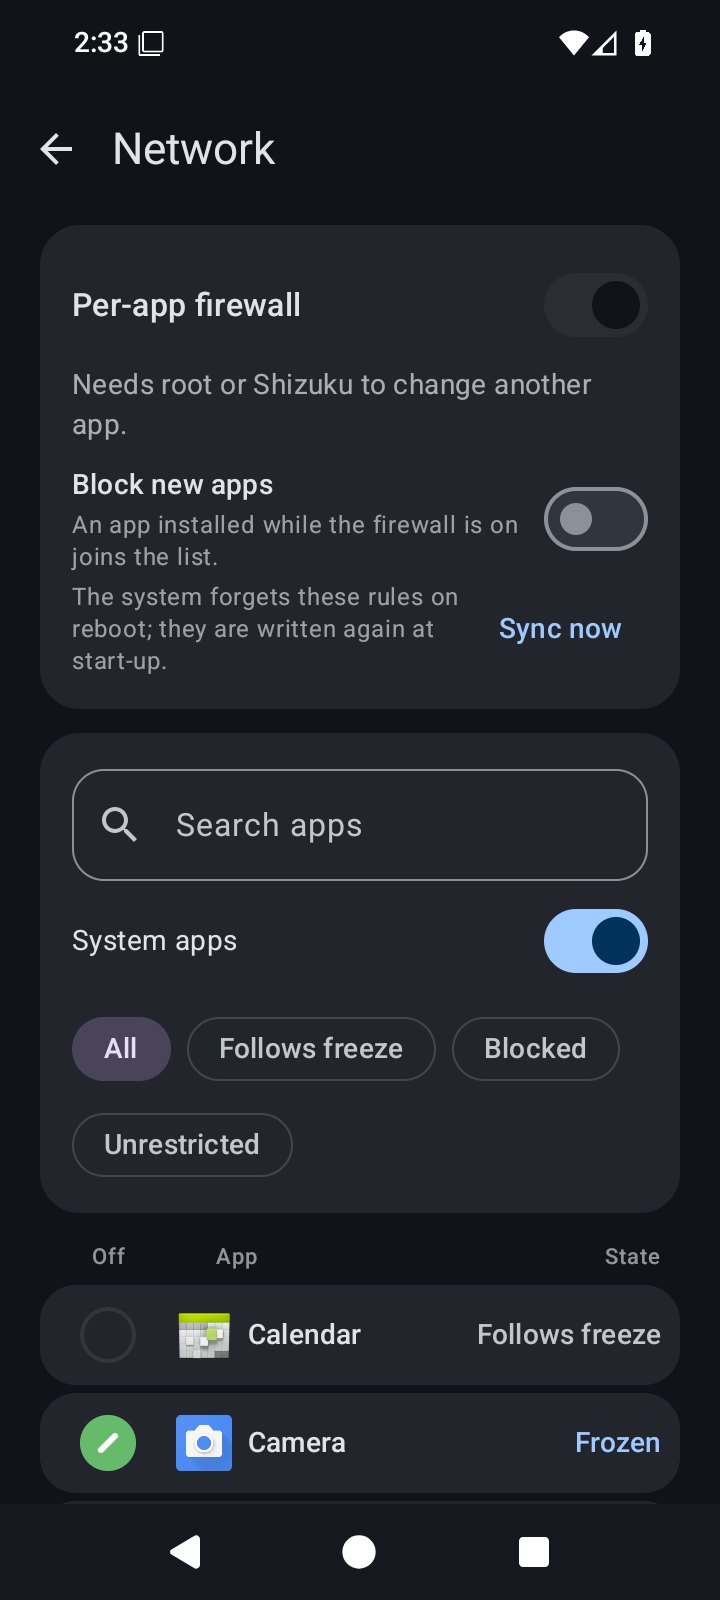 2:33
Network
Per-app firewall
Needs root or Shizuku to change another
app.
Block new apps
An app installed while the firewall is on
joins the list.
The system forgets these rules on
reboot; they are written again at
start-up.
Sync now
Search apps
System apps
All
Follows freeze
Blocked
Unrestricted
Off App State
Calendar Follows freeze
Camera Frozen